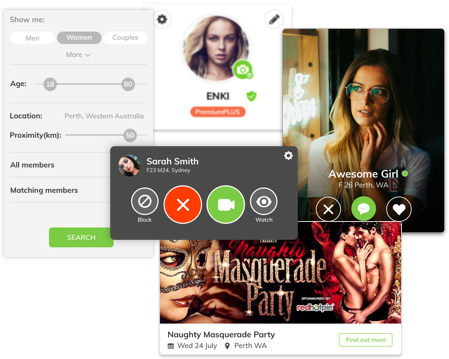 Show me:
Men Women Couples
More
Age: 18 80
Location: Perth, Western Australia
Proximity(km): 50
All members
Matching members
SEARCH
ENKI
PremiumPLUS
Sarah Smith
F23 M24, Sydney
Block
Watch
Awesome Girl
F 26 Perth, WA
Naughty
Masquerade
Party
SPONSORED BY
redhotpie
Naughty Masquerade Party
Wed 24 July Perth WA
Find out more